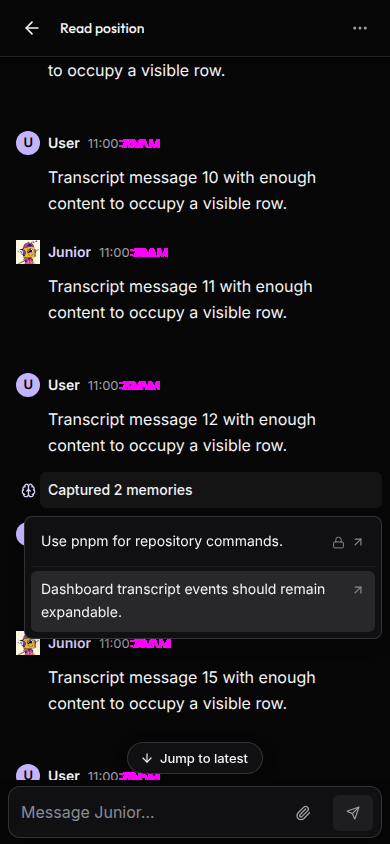 Read position
to occupy a visible row.
U
User 11:00
Transcript message 10 with enough
content to occupy a visible row.
Junior 11:00
Transcript message 11 with enough
content to occupy a visible row.
U
User 11:00
Transcript message 12 with enough
content to occupy a visible row.
Captured 2 memories
Use pnpm for repository commands.
Dashboard transcript events should remain
expandable.
Junior 11:00
Transcript message 15 with enough
content to occupy a visible row.
Jump to latest
U
User 11:00
Message Junior...